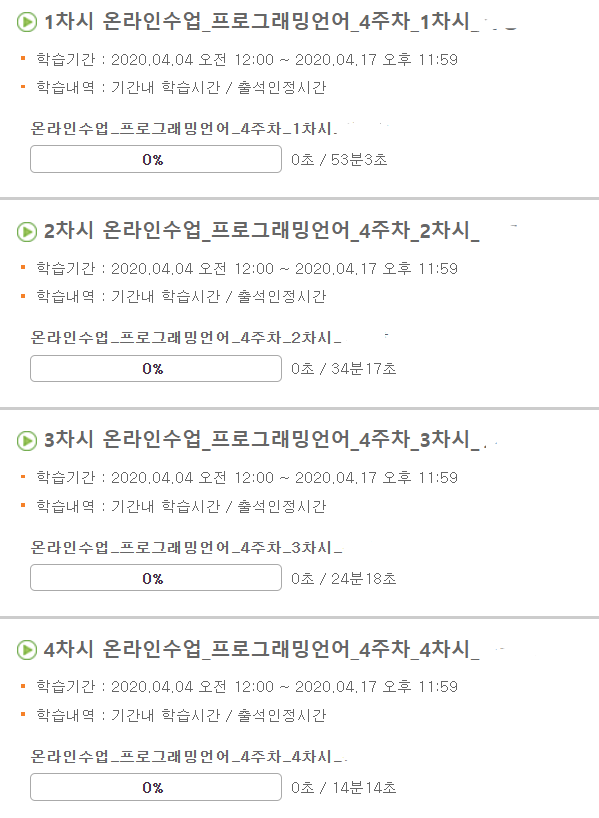 1차시 온라인수업_프로그래밍언어_4주차_1차시_
학습기간 : 2020.04.04 오전 12:00 ~ 2020.04.17 오후 11:59
학습내역 : 기간내 학습시간 / 출석인정시간
온라인수업_프로그래밍언어_4주차_1차시_
0%
0초 / 53분3초
2차시 온라인수업_프로그래밍언어_4주차_2차시_
학습기간 : 2020.04.04 오전 12:00 ~ 2020.04.17 오후 11:59
학습내역 : 기간내 학습시간 / 출석인정시간
온라인수업_프로그래밍언어_4주차_2차시_
0%
0초 / 34분17초
3차시 온라인수업_프로그래밍언어_4주차_3차시_
학습기간 : 2020.04.04 오전 12:00 ~ 2020.04.17 오후 11:59
학습내역 : 기간내 학습시간 / 출석인정시간
온라인수업_프로그래밍언어_4주차_3차시_
0%
0초 / 24분18초
4차시 온라인수업_프로그래밍언어_4주차_4차시_
학습기간 : 2020.04.04 오전 12:00 ~ 2020.04.17 오후 11:59
학습내역 : 기간내 학습시간 / 출석인정시간
온라인수업_프로그래밍언어_4주차_4차시_
0%
0초 / 14분14초